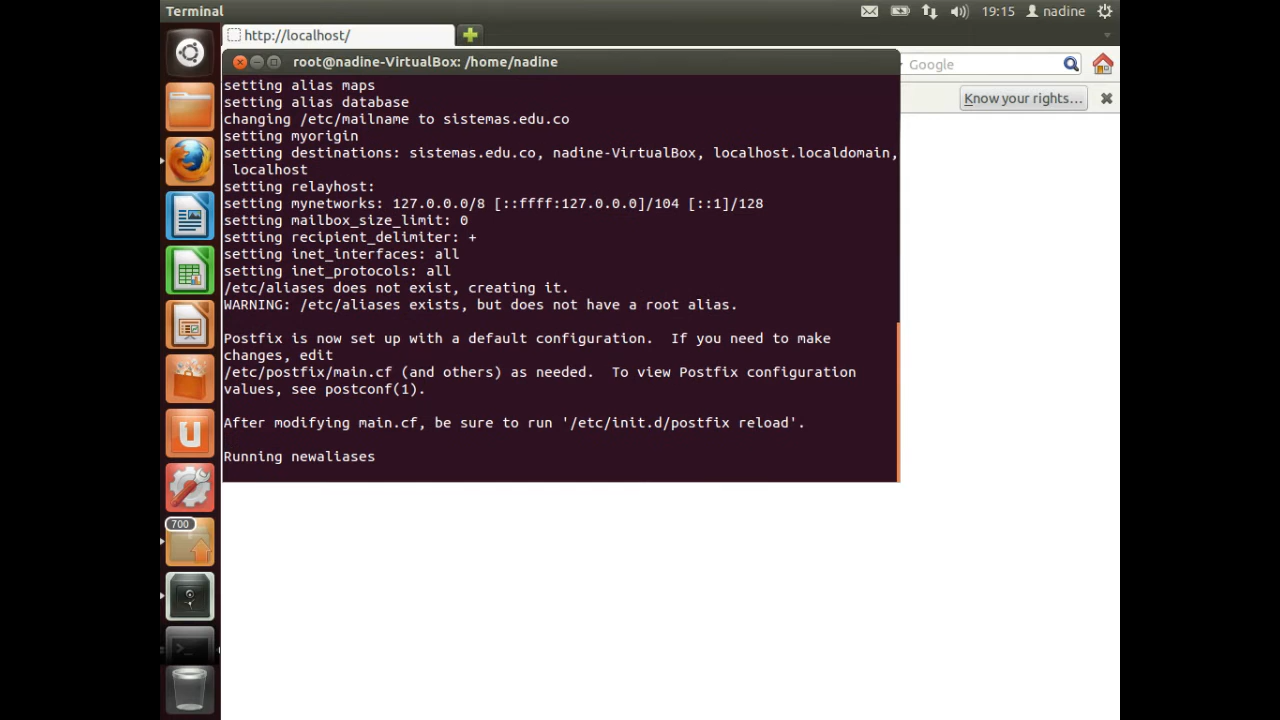 Terminal
19:15
nadine
http://localhost/
root@nadine-VirtualBox: /home/nadine
Google
Know your rights...
setting alias maps
setting alias database
changing /etc/mailname to sistemas.edu.co
setting myorigin
setting destinations: sistemas.edu.co, nadine-VirtualBox, localhost.localdomain,
localhost
setting relayhost:
setting mynetworks: 127.0.0.0/8 [::ffff:127.0.0.0]/104 [::1]/128
setting mailbox_size_limit: 0
setting recipient_delimiter: +
setting inet_interfaces: all
setting inet_protocols: all
/etc/aliases does not exist, creating it.
WARNING: /etc/aliases exists, but does not have a root alias.
Postfix is now set up with a default configuration.  If you need to make
changes, edit
/etc/postfix/main.cf (and others) as needed.  To view Postfix configuration
values, see postconf(1).
After modifying main.cf, be sure to run '/etc/init.d/postfix reload'.
Running newaliases
700